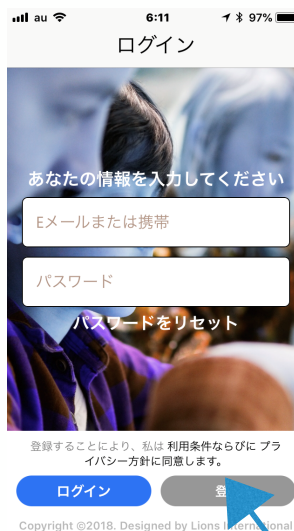 au 6:11 97%
ログイン
あなたの情報を入力してください
Eメールまたは携帯
パスワード
パスワードをリセット
登録することにより、私は 利用条件ならびに プラ
イバシー方針に同意します。
ログイン
Copyright ©2018. Designed by Lions International